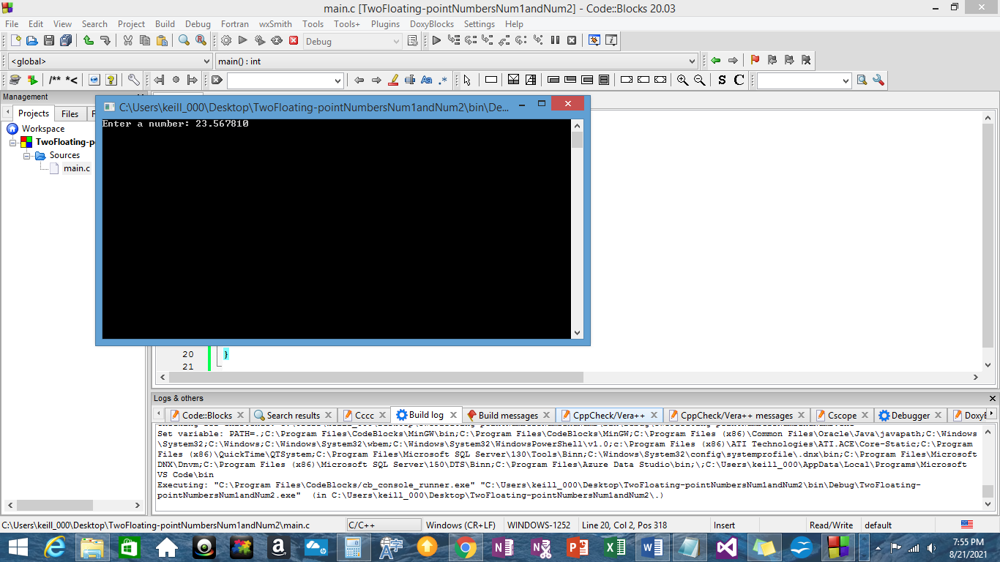 main.c [TwoFloating-pointNumbersNum1andNum2] - Code::Blocks 20.03
File Edit View Search Project Build Debug Fortran wxSmith Tools Tools+ Plugins DoxyBlocks Settings Help
Debug
<global> main() : int
/** *< Aa .* S C
Management
Projects Files F
Workspace
TwoFloating-p
Sources
main.c
C:\Users\keill_000\Desktop\TwoFloating-pointNumbersNum1andNum2\bin\De...
Enter a number: 23.567810
20 }
21
Logs & others
Code::Blocks Search results Cccc Build log Build messages CppCheck/Vera++ CppCheck/Vera++ messages Cscope Debugger Doxy
Set variable: PATH=.;C:\Program Files\CodeBlocks\MinGW\bin;C:\Program Files\CodeBlocks\MinGW;C:\Program Files (x86)\Common Files\Oracle\Java\javapath;C:\Windows
\System32;C:\Windows;C:\Windows\System32\wbem;C:\Windows\System32\WindowsPowerShell\v1.0;c:\Program Files (x86)\ATI Technologies\ATI.ACE\Core-Static;C:\Program
Files (x86)\QuickTime\QTSystem;C:\Program Files\Microsoft SQL Server\130\Tools\Binn;C:\Windows\System32\config\systemprofile\.dnx\bin;C:\Program Files\Microsoft
DNX\Dnvm;C:\Program Files (x86)\Microsoft SQL Server\150\DTS\Binn;C:\Program Files\Azure Data Studio\bin;\;C:\Users\keill_000\AppData\Local\Programs\Microsoft
VS Code\bin
Executing: "C:\Program Files\CodeBlocks/cb_console_runner.exe" "C:\Users\keill_000\Desktop\TwoFloating-pointNumbersNum1andNum2\bin\Debug\TwoFloating-
pointNumbersNum1andNum2.exe"  (in C:\Users\keill_000\Desktop\TwoFloating-pointNumbersNum1andNum2\.)
C:\Users\keill_000\Desktop\TwoFloating-pointNumbersNum1andNum2\main.c C/C++ Windows (CR+LF) WINDOWS-1252 Line 20, Col 2, Pos 318 Insert Read/Write default
7:55 PM
8/21/2021